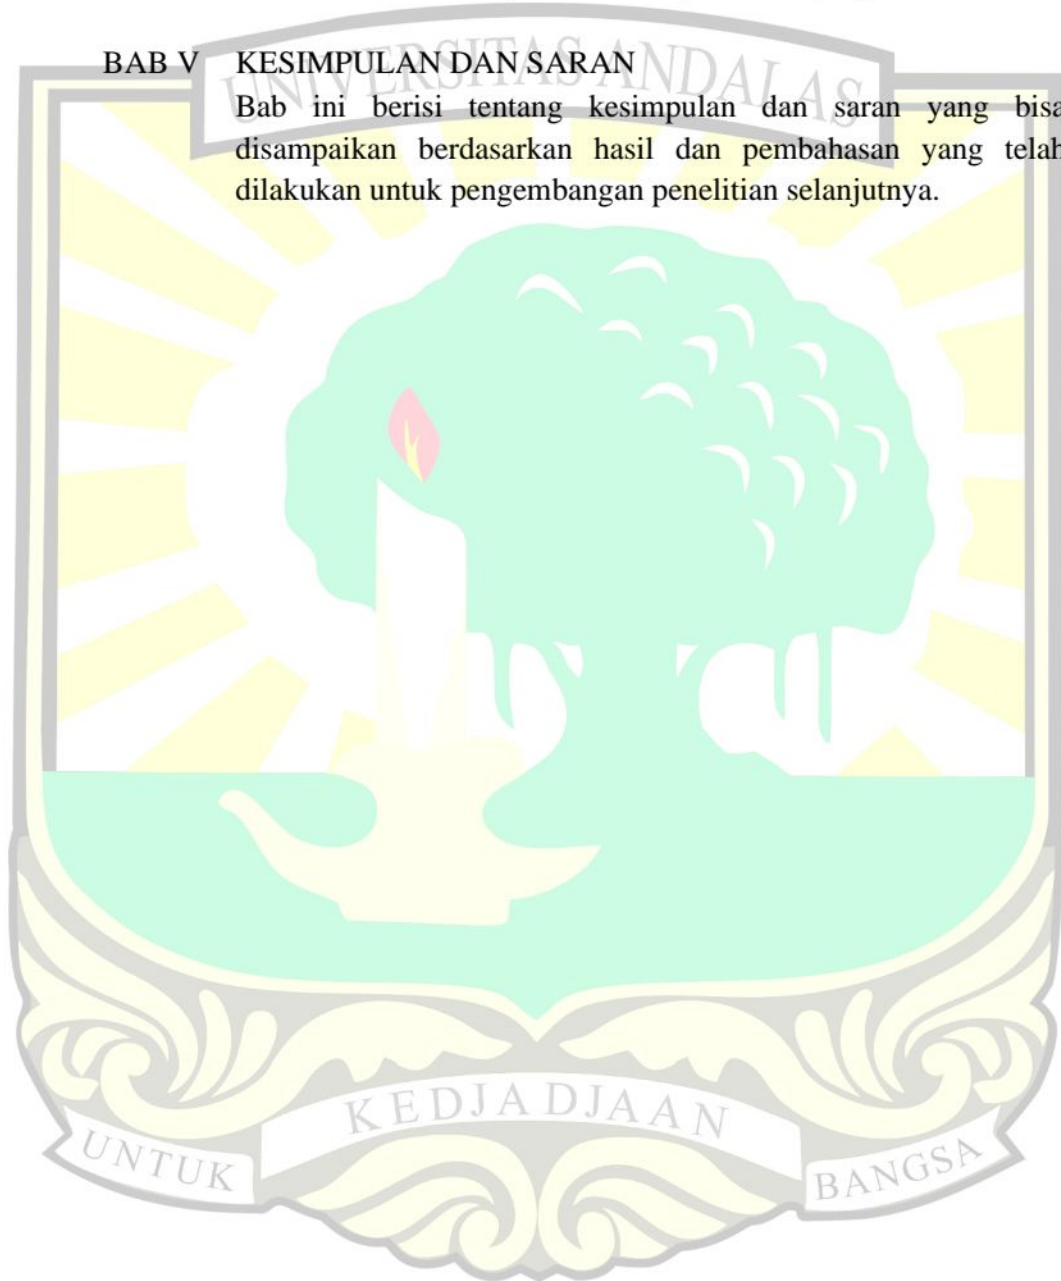 UNIVERSITAS ANDALAS
BAB V KESIMPULAN DAN SARAN
Bab ini berisi tentang kesimpulan dan saran yang bisa
disampaikan berdasarkan hasil dan pembahasan yang telah
dilakukan untuk pengembangan penelitian selanjutnya.
UNTUK KEDJADJAAN BANGSA